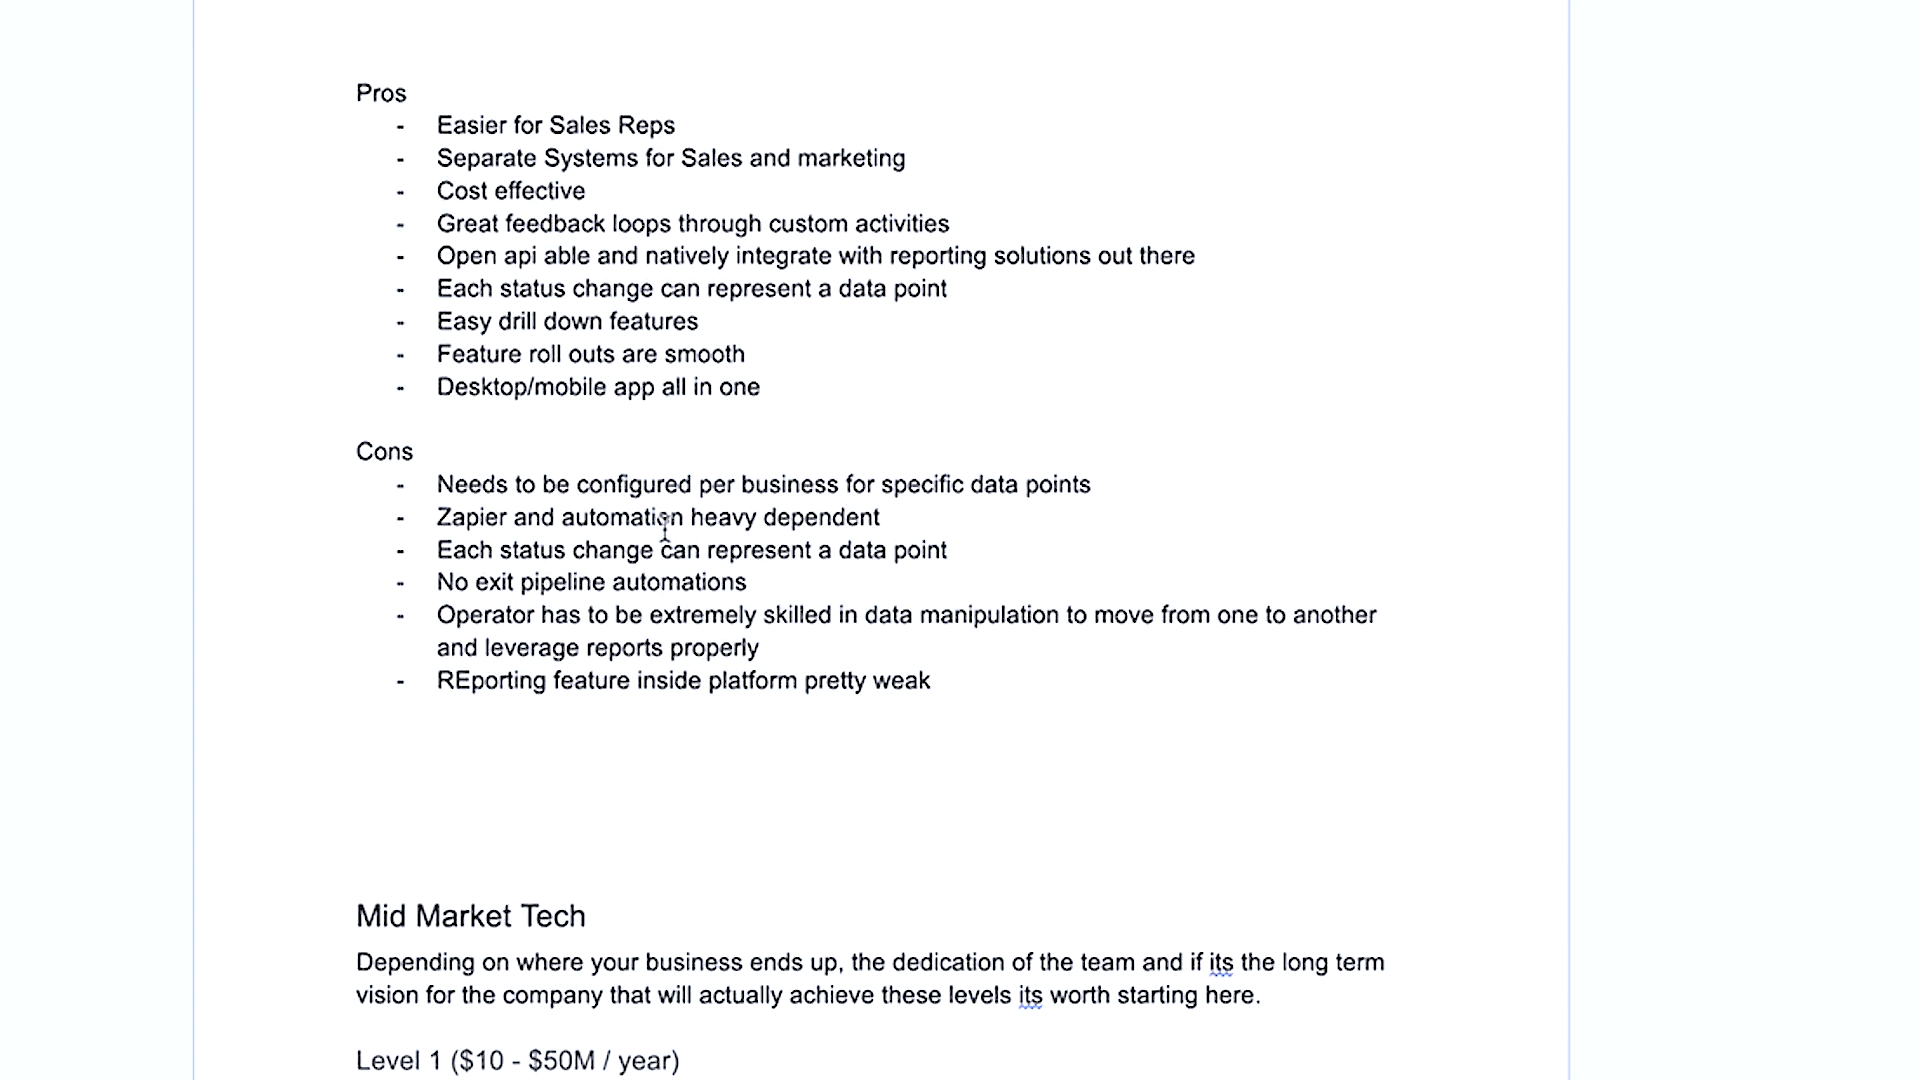 Pros
- Easier for Sales Reps
- Separate Systems for Sales and marketing
- Cost effective
- Great feedback loops through custom activities
- Open api able and natively integrate with reporting solutions out there
- Each status change can represent a data point
- Easy drill down features
- Feature roll outs are smooth
- Desktop/mobile app all in one
Cons
- Needs to be configured per business for specific data points
- Zapier and automation heavy dependent
- Each status change can represent a data point
- No exit pipeline automations
- Operator has to be extremely skilled in data manipulation to move from one to another
and leverage reports properly
- REporting feature inside platform pretty weak
Mid Market Tech
Depending on where your business ends up, the dedication of the team and if its the long term
vision for the company that will actually achieve these levels its worth starting here.
Level 1 ($10 - $50M / year)